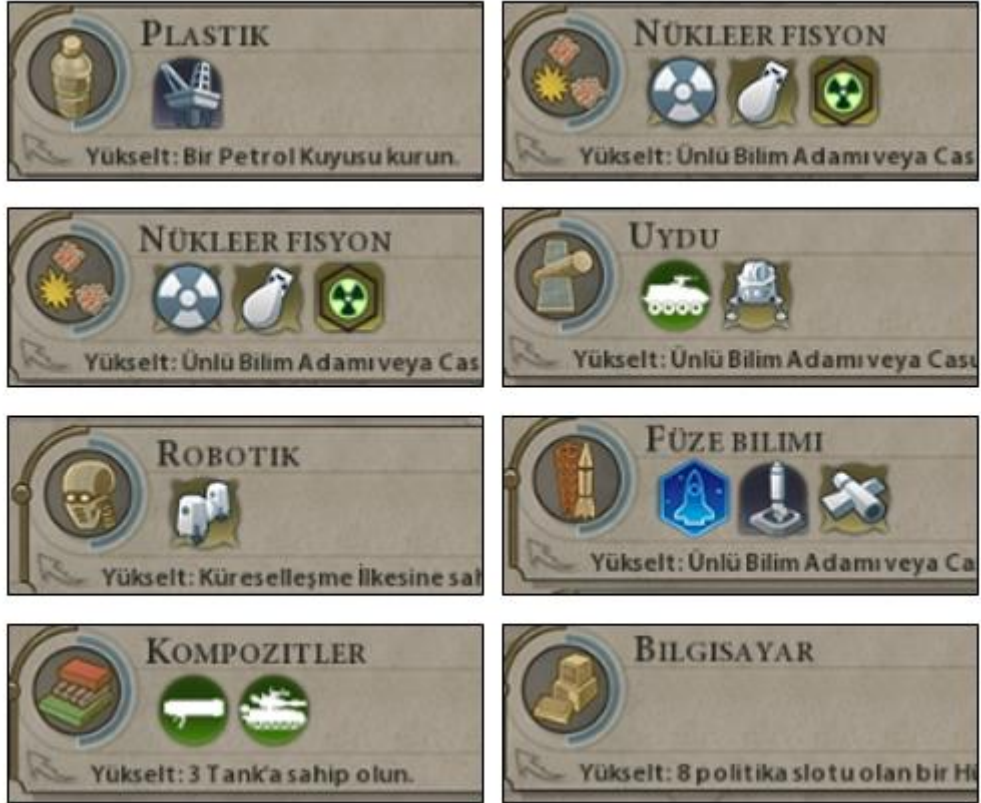 PLASTIK
Yükselt: Bir Petrol Kuyusu kurun.
NÜKLEER FISYON
Yükselt: Ünlü Bilim Adamı veya Cas
NÜKLEER FISYON
Yükselt: Ünlü Bilim Adamı veya Cas
UYDU
Yükselt: Ünlü Bilim Adamı veya Casu
ROBOTIK
Yükselt: Küreselleşme İlkesine sah
FÜZE BILIMI
Yükselt: Ünlü Bilim Adamı veya Ca
KOMPOZITLER
Yükselt: 3 Tank'a sahip olun.
BILGISAYAR
Yükselt: 8 politika slotu olan bir Hü